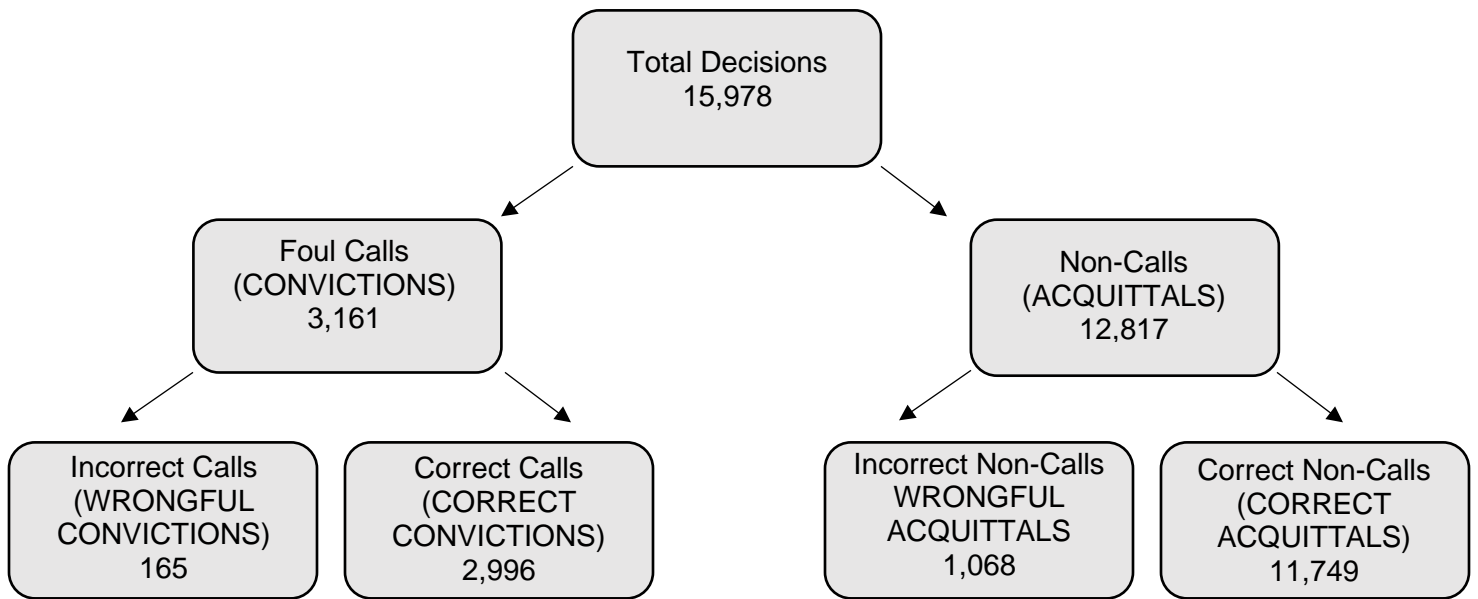 Total Decisions
15,978
Foul Calls
(CONVICTIONS)
3,161
Non-Calls
(ACQUITTALS)
12,817
Incorrect Calls
(WRONGFUL
CONVICTIONS)
165
Correct Calls
(CORRECT
CONVICTIONS)
2,996
Incorrect Non-Calls
WRONGFUL
ACQUITTALS
1,068
Correct Non-Calls
(CORRECT
ACQUITTALS)
11,749